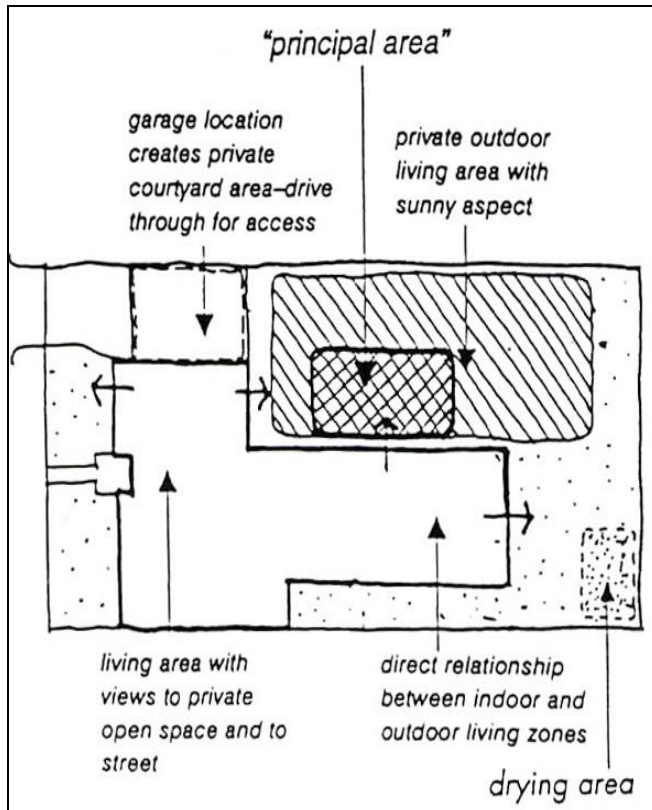 "principal area"
garage location
creates private
courtyard area–drive
through for access
private outdoor
living area with
sunny aspect
living area with
views to private
open space and to
street
direct relationship
between indoor and
outdoor living zones
drying area